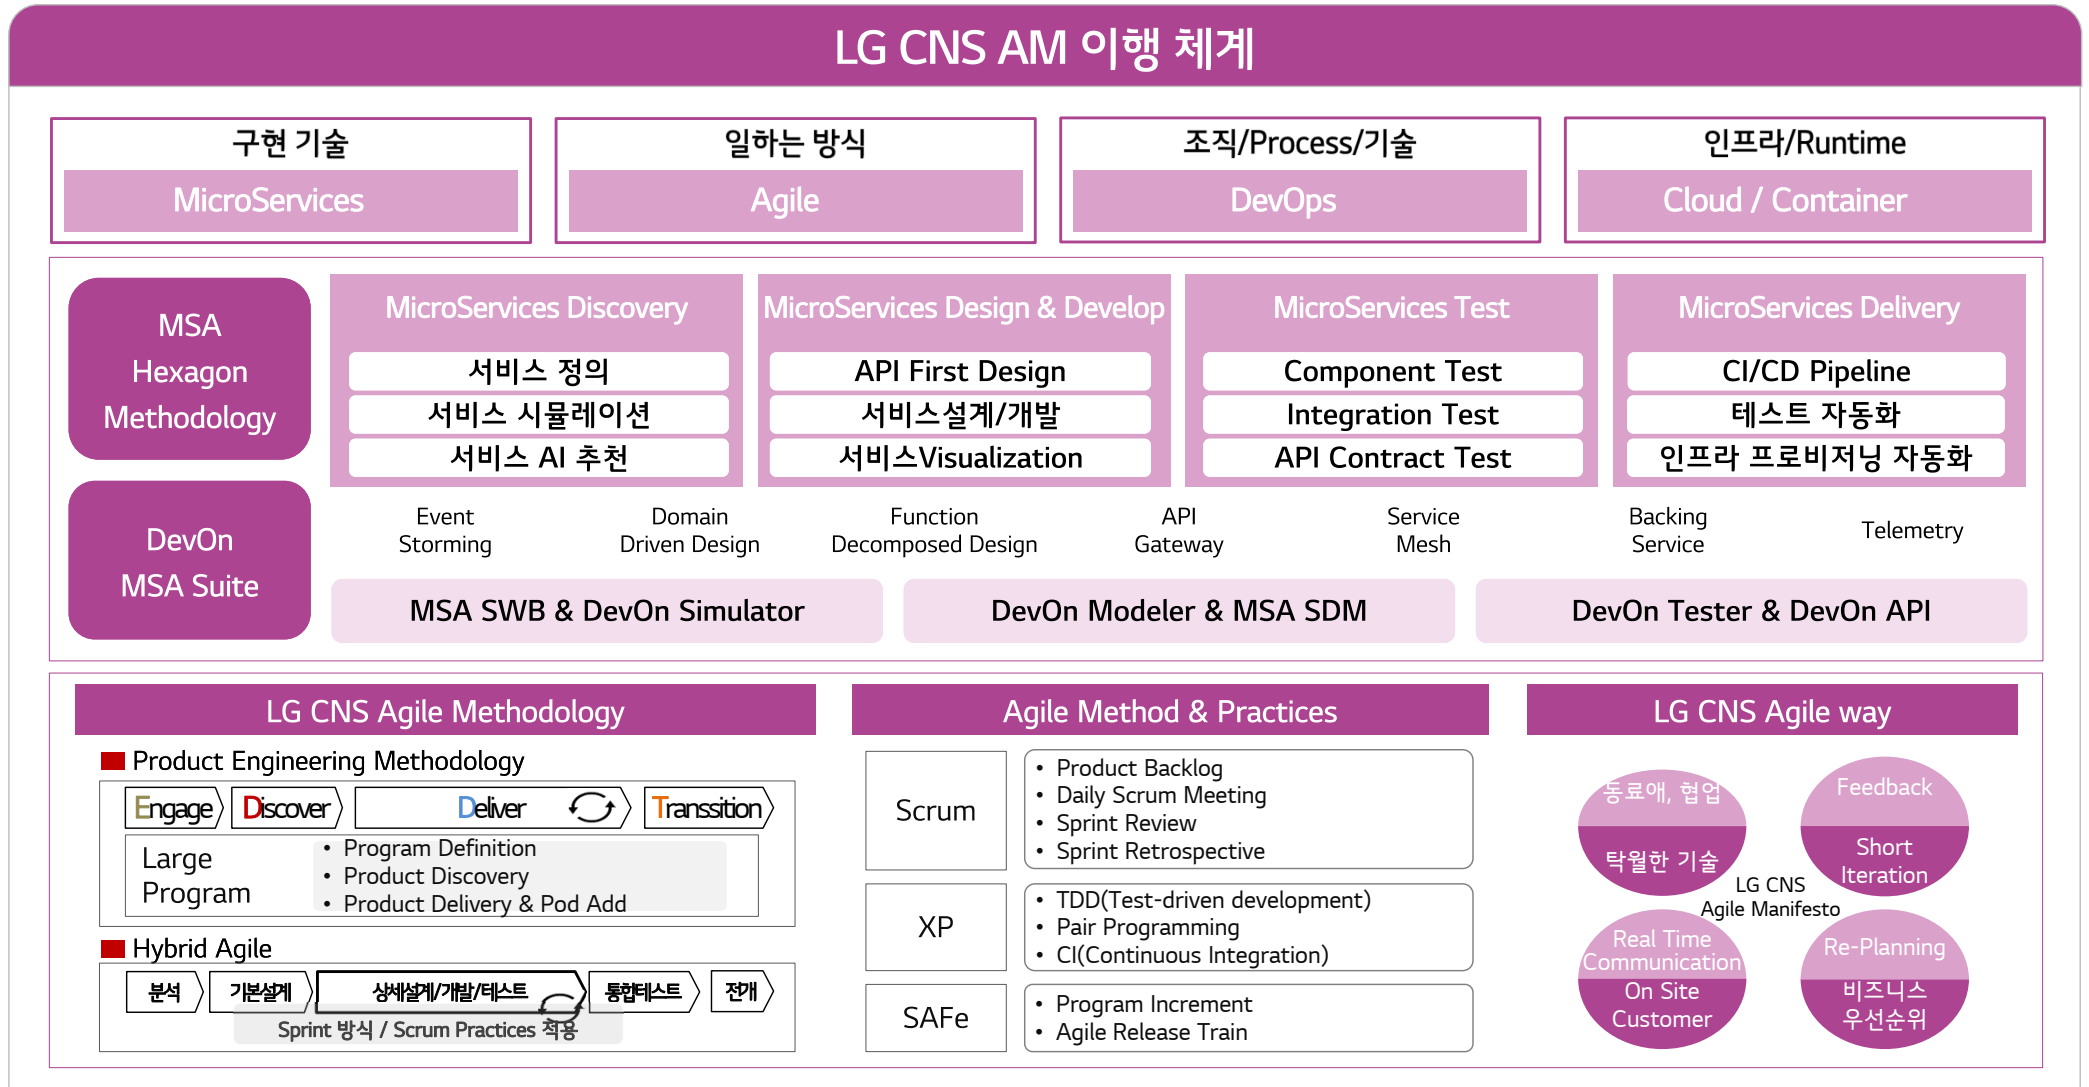 LG CNS AM 이행 체계
구현 기술
MicroServices
일하는 방식
Agile
조직/Process/기술
DevOps
인프라/Runtime
Cloud / Container
MSA
Hexagon
Methodology
MicroServices Discovery
서비스 정의
서비스 시뮬레이션
서비스 AI 추천
MicroServices Design & Develop
API First Design
서비스설계/개발
서비스Visualization
MicroServices Test
Component Test
Integration Test
API Contract Test
MicroServices Delivery
CI/CD Pipeline
테스트 자동화
인프라 프로비저닝 자동화
DevOn
MSA Suite
Event
Storming
Domain
Driven Design
Function
Decomposed Design
API
Gateway
Service
Mesh
Backing
Service
Telemetry
MSA SWB & DevOn Simulator
DevOn Modeler & MSA SDM
DevOn Tester & DevOn API
LG CNS Agile Methodology
Product Engineering Methodology
Engage
Discover
Deliver
Transsition
Large
Program
• Program Definition
• Product Discovery
• Product Delivery & Pod Add
Hybrid Agile
분석
기본설계
상세설계/개발/테스트
통합테스트
전개
Sprint 방식 / Scrum Practices 적용
Agile Method & Practices
Scrum
• Product Backlog
• Daily Scrum Meeting
• Sprint Review
• Sprint Retrospective
XP
• TDD(Test-driven development)
• Pair Programming
• CI(Continuous Integration)
SAFe
• Program Increment
• Agile Release Train
LG CNS Agile way
동료애, 협업
탁월한 기술
Feedback
Short
Iteration
LG CNS
Agile Manifesto
Real Time
Communication
On Site
Customer
Re-Planning
비즈니스
우선순위